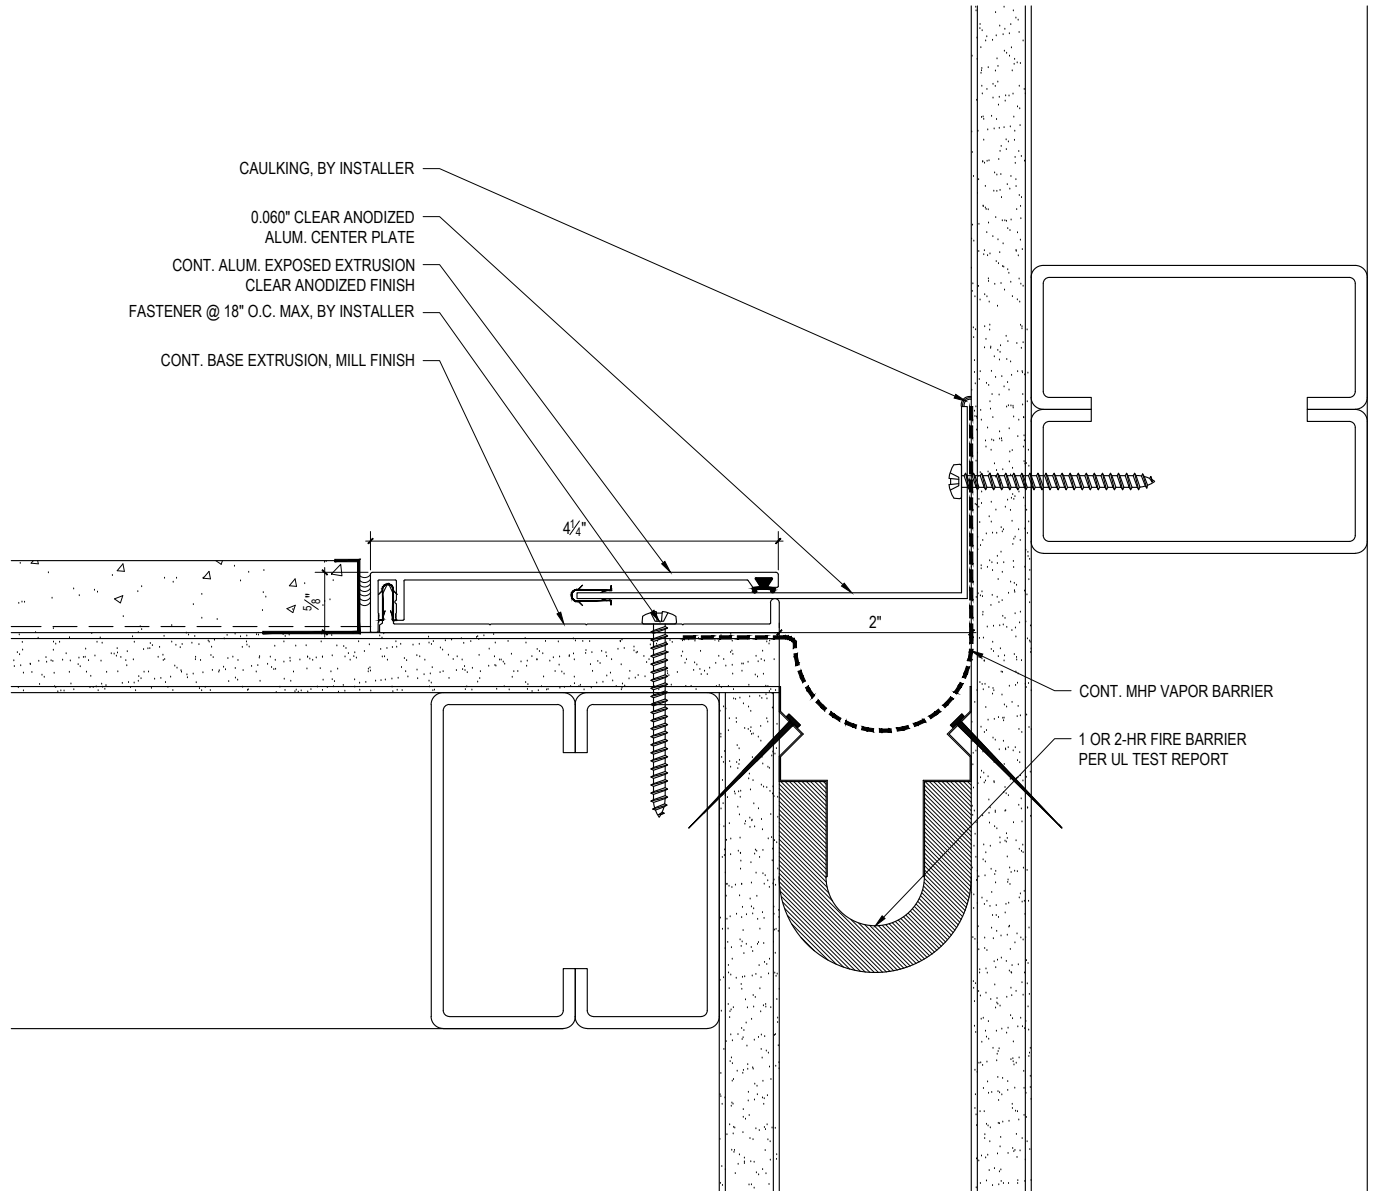 CAULKING, BY INSTALLER
0.060" CLEAR ANODIZED
ALUM. CENTER PLATE
CONT. ALUM. EXPOSED EXTRUSION
CLEAR ANODIZED FINISH
FASTENER @ 18" O.C. MAX, BY INSTALLER
CONT. BASE EXTRUSION, MILL FINISH
4¼"
5/8"
2"
CONT. MHP VAPOR BARRIER
1 OR 2-HR FIRE BARRIER
PER UL TEST REPORT